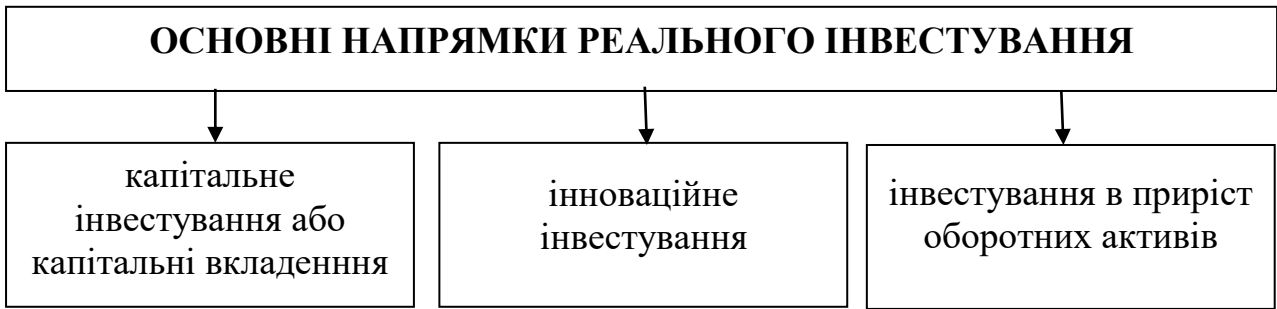 ОСНОВНІ НАПРЯМКИ РЕАЛЬНОГО ІНВЕСТУВАННЯ
капітальне
інвестування або
капітальні вкладенння
інноваційне
інвестування
інвестування в приріст
оборотних активів